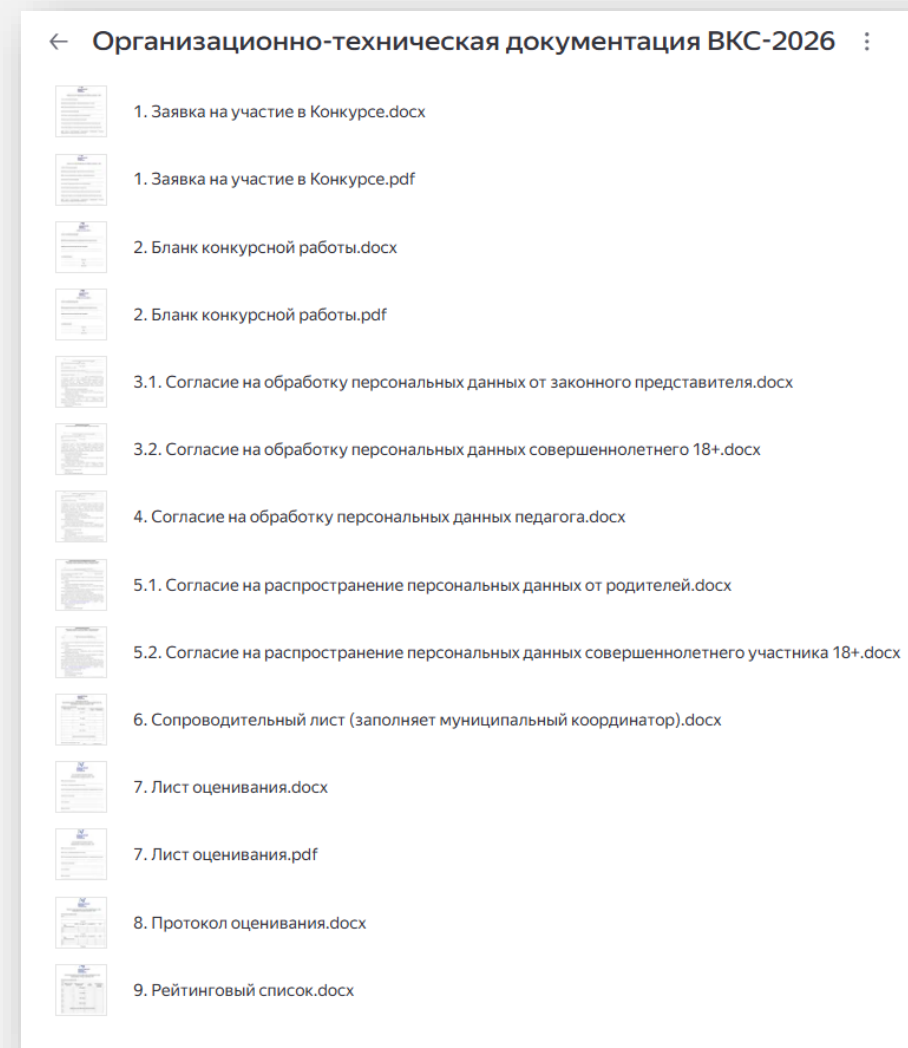 Организационно-техническая документация ВКС-2026
1. Заявка на участие в Конкурсе.docx
1. Заявка на участие в Конкурсе.pdf
2. Бланк конкурсной работы.docx
2. Бланк конкурсной работы.pdf
3.1. Согласие на обработку персональных данных от законного представителя.docx
3.2. Согласие на обработку персональных данных совершеннолетнего 18+.docx
4. Согласие на обработку персональных данных педагога.docx
5.1. Согласие на распространение персональных данных от родителей.docx
5.2. Согласие на распространение персональных данных совершеннолетнего участника 18+.docx
6. Сопроводительный лист (заполняет муниципальный координатор).docx
7. Лист оценивания.docx
7. Лист оценивания.pdf
8. Протокол оценивания.docx
9. Рейтинговый список.docx